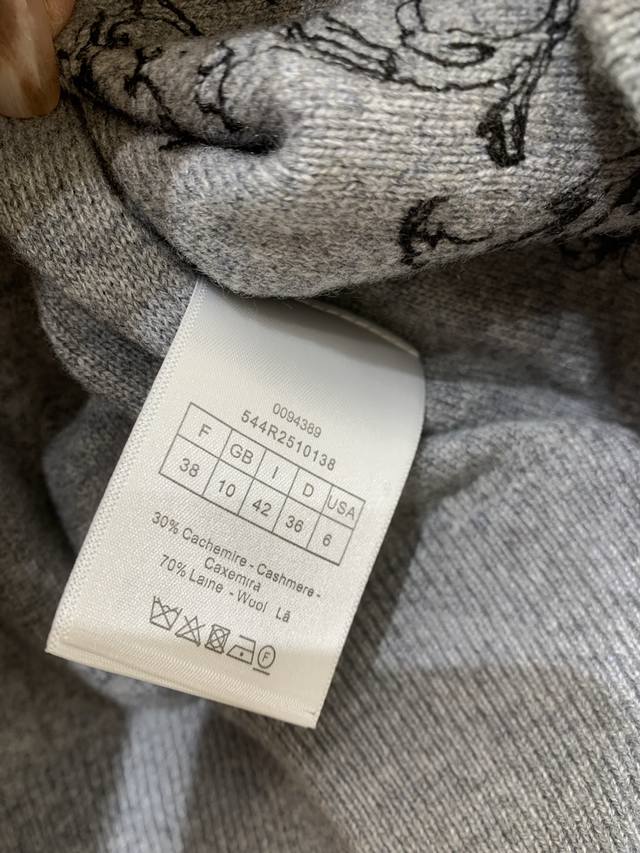 0094389
544R2510138
F GB I D USA
38 10 42 36 6
30% Cachemire - Cashmere -
Caxemira
70% Laine - Wool Lã
F